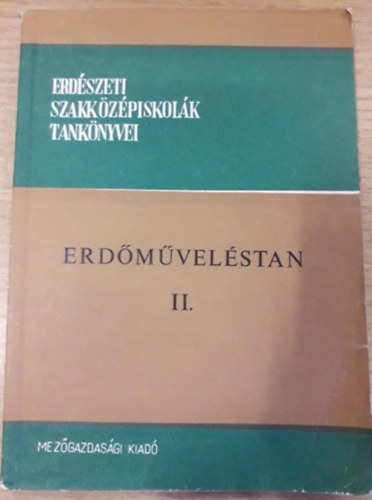 ERDÉSZETI
SZAKKÖZÉPISKOLÁK
TANKÖNYVEI
ERDŐMŰVELÉSTAN
II.
MEZŐGAZDASÁGI KIADÓ